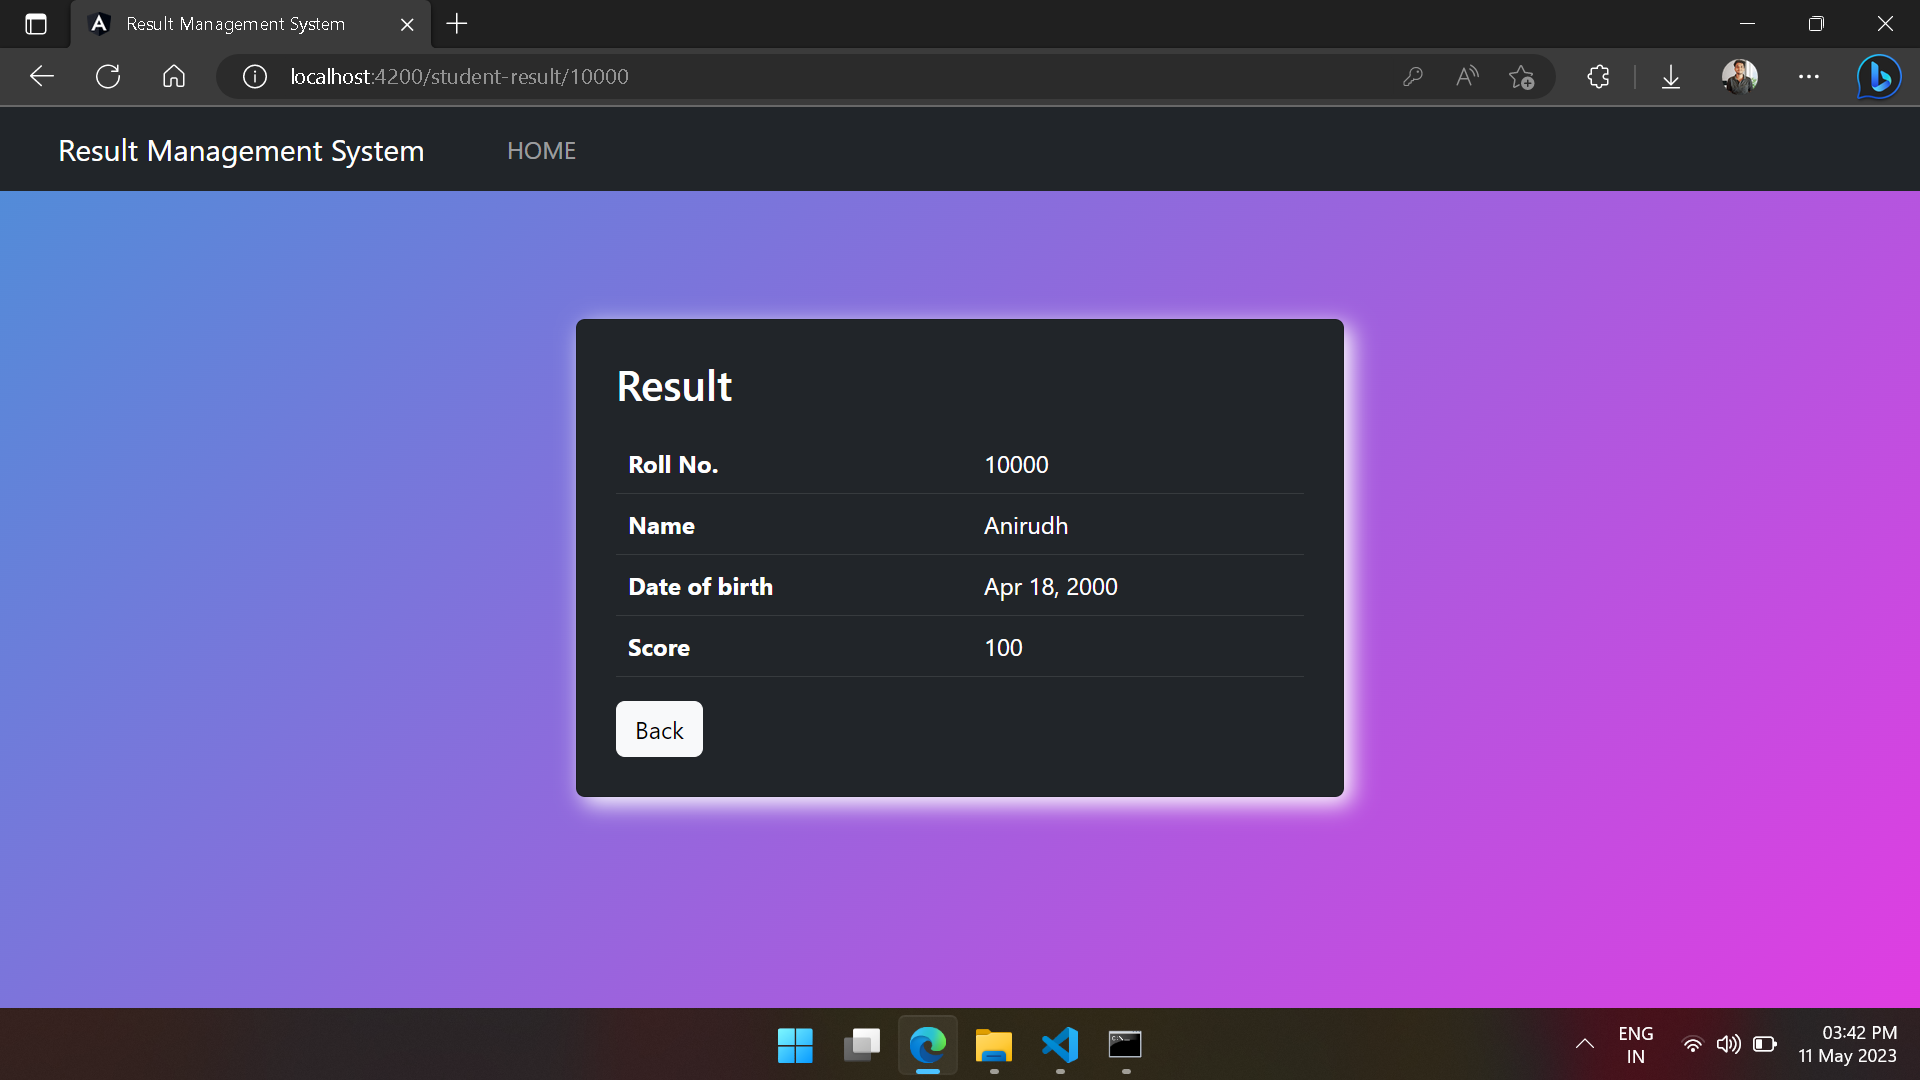 Result Management System
localhost:4200/student-result/10000
Result Management System HOME
Result
Roll No. 10000
Name Anirudh
Date of birth Apr 18, 2000
Score 100
Back
ENG
IN
03:42 PM
11 May 2023